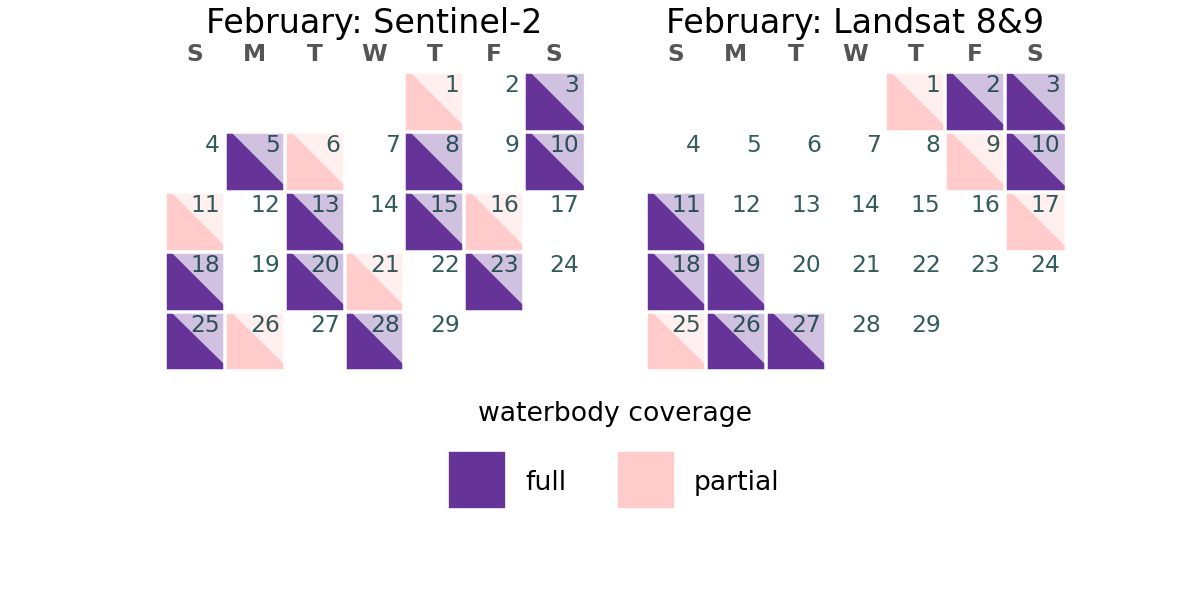 February: Sentinel-2
S M T W T F S
1 2 3
4 5 6 7 8 9 10
11 12 13 14 15 16 17
18 19 20 21 22 23 24
25 26 27 28 29
February: Landsat 8&9
S M T W T F S
1 2 3
4 5 6 7 8 9 10
11 12 13 14 15 16 17
18 19 20 21 22 23 24
25 26 27 28 29
waterbody coverage
full
partial